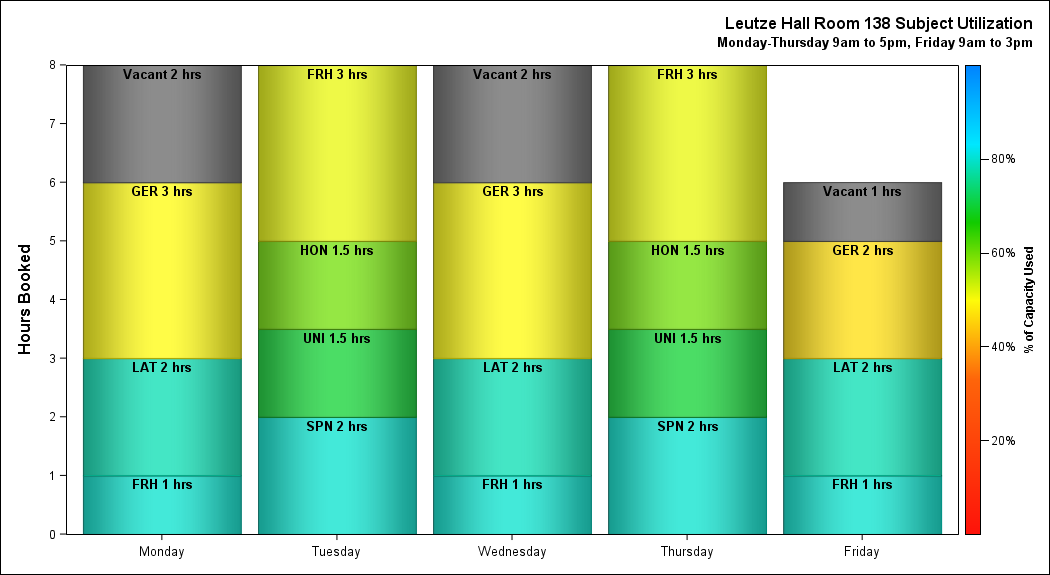 Leutze Hall Room 138 Subject Utilization
Monday-Thursday 9am to 5pm, Friday 9am to 3pm
Hours Booked
8
7
6
5
4
3
2
1
0
Vacant 2 hrs
GER 3 hrs
LAT 2 hrs
FRH 1 hrs
Monday
FRH 3 hrs
HON 1.5 hrs
UNI 1.5 hrs
SPN 2 hrs
Tuesday
Vacant 2 hrs
GER 3 hrs
LAT 2 hrs
FRH 1 hrs
Wednesday
FRH 3 hrs
HON 1.5 hrs
UNI 1.5 hrs
SPN 2 hrs
Thursday
Vacant 1 hrs
GER 2 hrs
LAT 2 hrs
FRH 1 hrs
Friday
80%
60%
40%
20%
% of Capacity Used